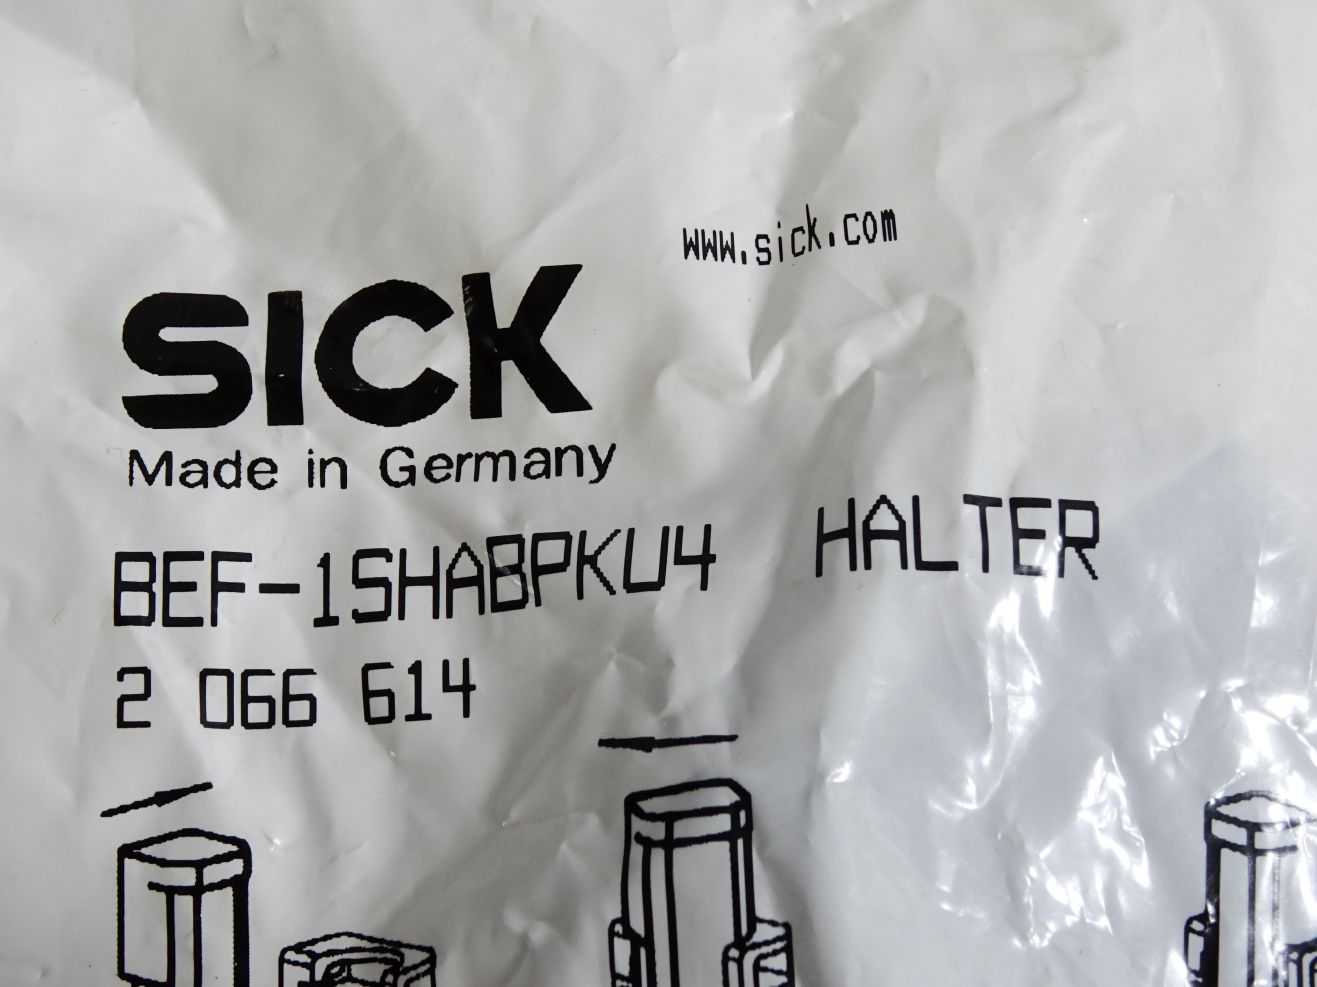 www.sick.com
SICK
Made in Germany
BEF-1SHABPKU4 HALTER
2 066 614